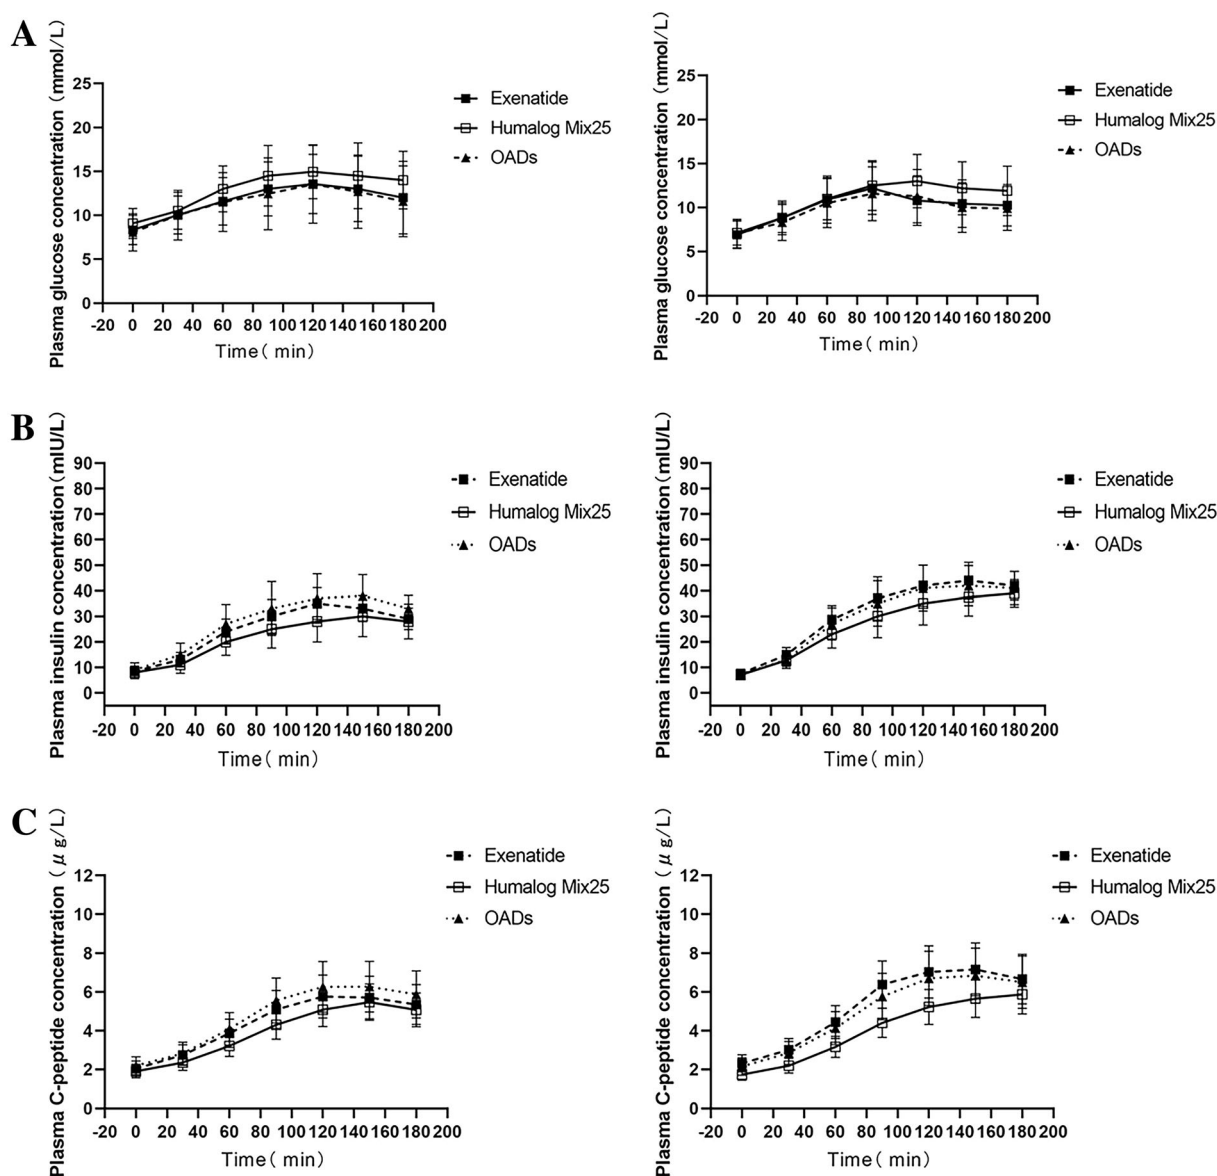 A
Plasma glucose concentration (mmol/L)
25
20
15
10
5
0
-20 0 20 40 60 80 100 120 140 160 180 200
Time( min)
Exenatide
Humalog Mix25
OADs
Plasma glucose concentration (mmol/L)
25
20
15
10
5
0
-20 0 20 40 60 80 100 120 140 160 180 200
Time( min)
Exenatide
Humalog Mix25
OADs
B
Plasma insulin concentration(mIU/L)
90
80
70
60
50
40
30
20
10
0
-20 0 20 40 60 80 100 120 140 160 180 200
Time( min)
Exenatide
Humalog Mix25
OADs
Plasma insulin concentration(mIU/L)
90
80
70
60
50
40
30
20
10
0
-20 0 20 40 60 80 100 120 140 160 180 200
Time( min)
Exenatide
Humalog Mix25
OADs
C
Plasma C-peptide concentration (μg/L)
12
10
8
6
4
2
0
-20 0 20 40 60 80 100 120 140 160 180 200
Time( min)
Exenatide
Humalog Mix25
OADs
Plasma C-peptide concentration (μg/L)
12
10
8
6
4
2
0
-20 0 20 40 60 80 100 120 140 160 180 200
Time( min)
Exenatide
Humalog Mix25
OADs